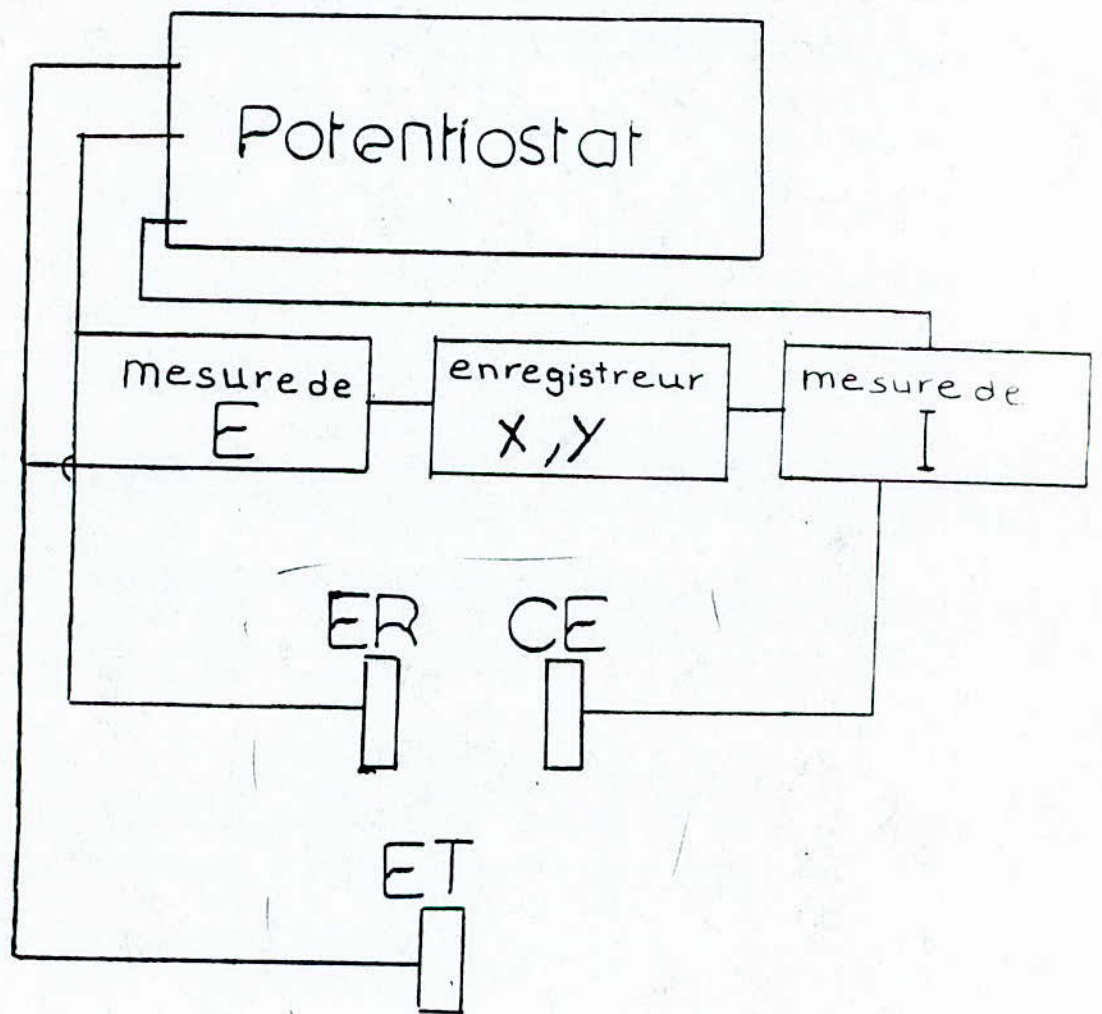 Potentiostat
mesure de
E
enregistreur
X,Y
mesure de
I
ER
CE
ET